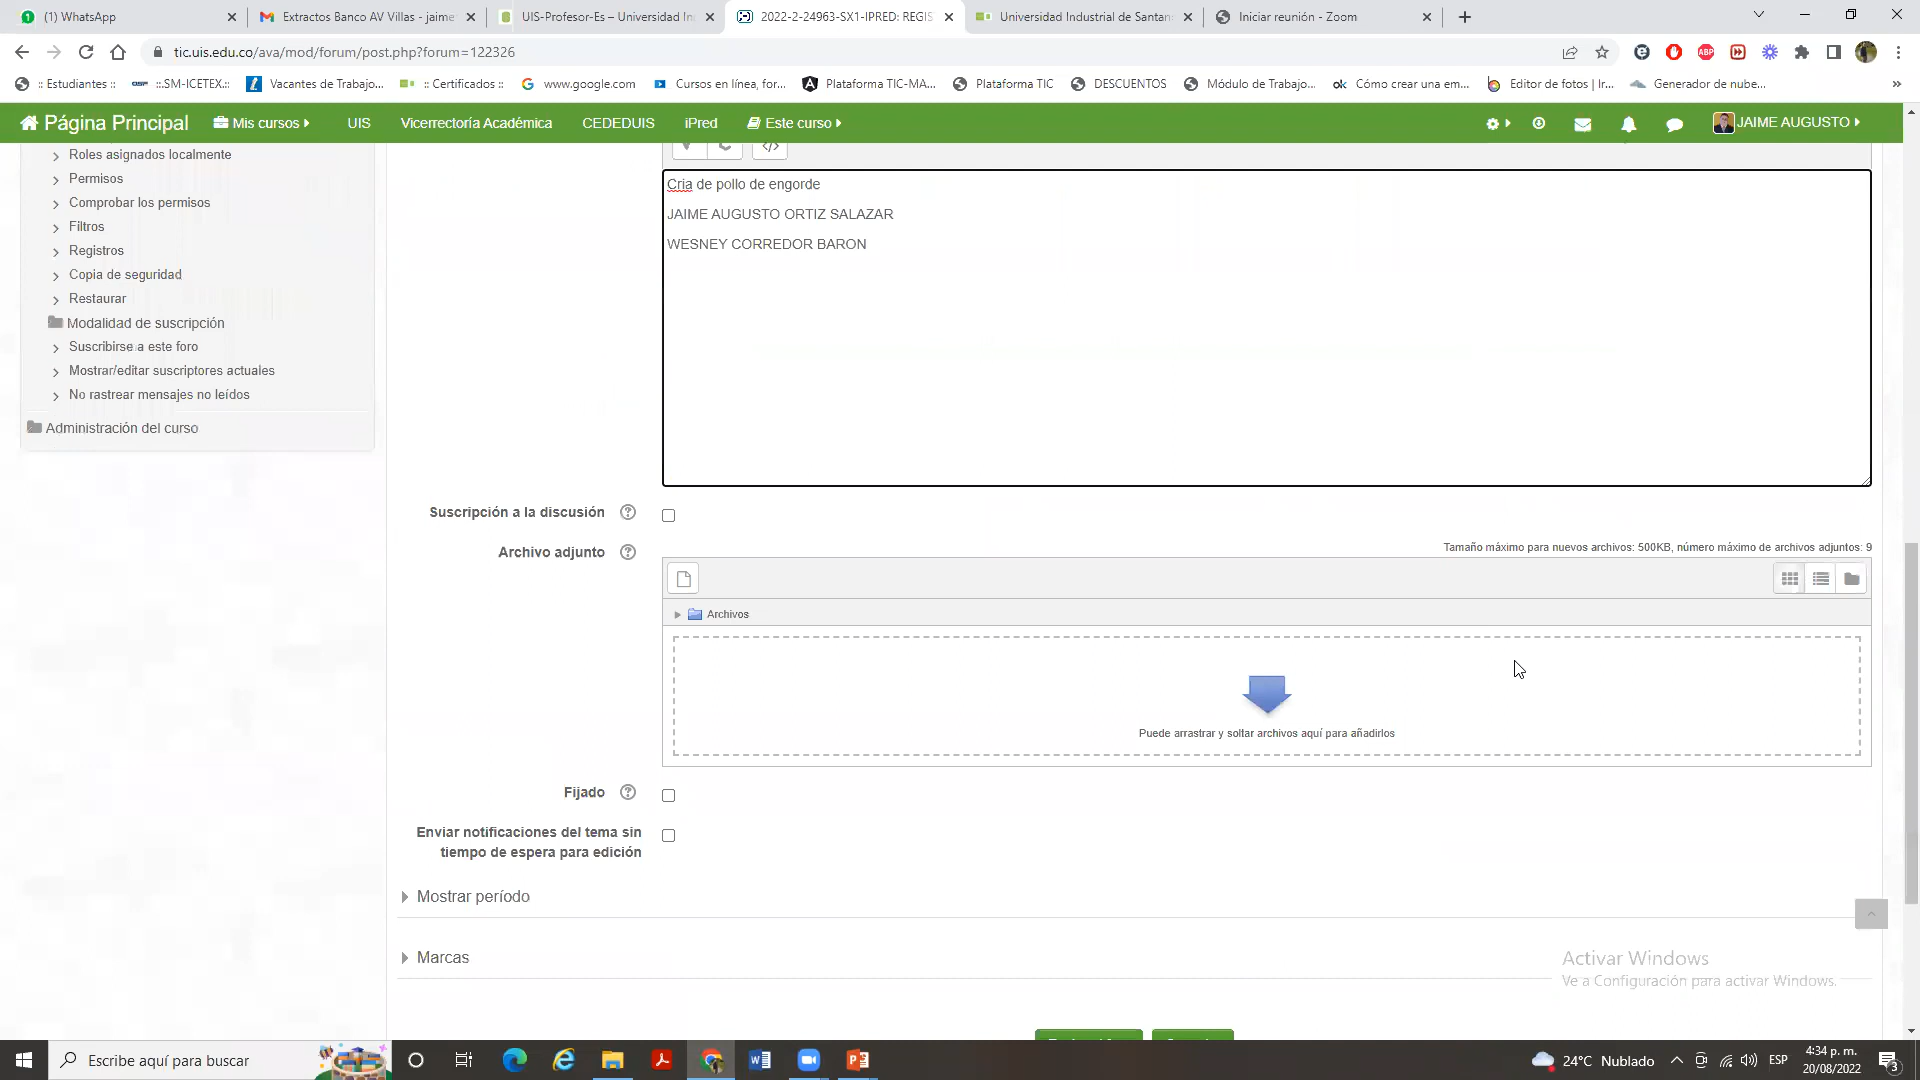 (1) WhatsApp
Extractos Banco AV Villas - jaime
UIS-Profesor-Es – Universidad In
2022-2-24963-SX1-IPRED: REGIS
Universidad Industrial de Santan
Iniciar reunión - Zoom
tic.uis.edu.co/ava/mod/forum/post.php?forum=122326
ABP
:: Estudiantes ::
::.SM-ICETEX.::
Vacantes de Trabajo...
:: Certificados ::
www.google.com
Cursos en línea, for...
Plataforma TIC-MA...
Plataforma TIC
DESCUENTOS
Módulo de Trabajo...
ok Cómo crear una em...
Editor de fotos | Ir...
Generador de nube...
Página Principal
Mis cursos
UIS
Vicerrectoría Académica
CEDEDUIS
iPred
Este curso
JAIME AUGUSTO
Roles asignados localmente
Permisos
Comprobar los permisos
Filtros
Registros
Copia de seguridad
Restaurar
Modalidad de suscripción
Suscribirse a este foro
Mostrar/editar suscriptores actuales
No rastrear mensajes no leídos
Administración del curso
Cria de pollo de engorde
JAIME AUGUSTO ORTIZ SALAZAR
WESNEY CORREDOR BARON
Suscripción a la discusión
Archivo adjunto
Tamaño máximo para nuevos archivos: 500KB, número máximo de archivos adjuntos: 9
Archivos
Puede arrastrar y soltar archivos aquí para añadirlos
Fijado
Enviar notificaciones del tema sin
tiempo de espera para edición
Mostrar período
Marcas
Activar Windows
Ve a Configuración para activar Windows.
Escribe aquí para buscar
24°C Nublado
ESP
4:34 p. m.
20/08/2022
3